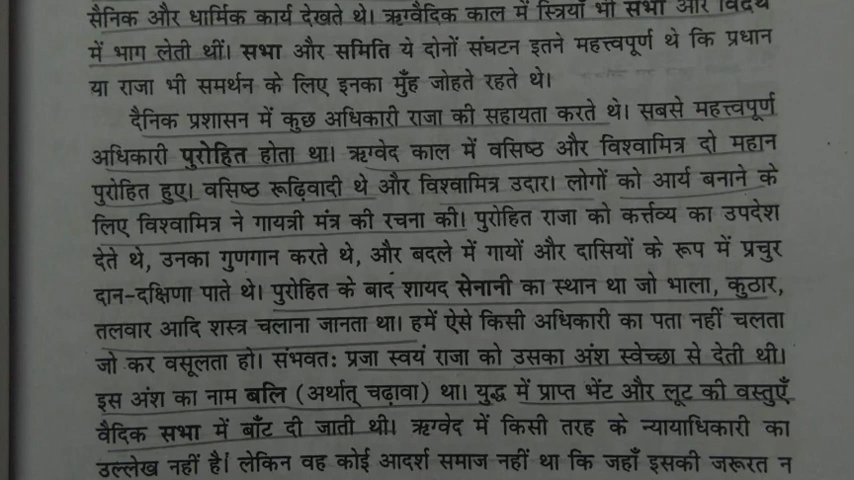 सैनिक और धार्मिक कार्य देखते थे। ऋग्वैदिक काल में स्त्रियाँ भी सभा और विदथ
में भाग लेती थीं। सभा और समिति ये दोनों संघटन इतने महत्त्वपूर्ण थे कि प्रधान
या राजा भी समर्थन के लिए इनका मुँह जोहते रहते थे।
दैनिक प्रशासन में कुछ अधिकारी राजा की सहायता करते थे। सबसे महत्त्वपूर्ण
अधिकारी पुरोहित होता था। ऋग्वेद काल में वसिष्ठ और विश्वामित्र दो महान
पुरोहित हुए। वसिष्ठ रूढ़िवादी थे और विश्वामित्र उदार। लोगों को आर्य बनाने के
लिए विश्वामित्र ने गायत्री मंत्र की रचना की। पुरोहित राजा को कर्त्तव्य का उपदेश
देते थे, उनका गुणगान करते थे, और बदले में गायों और दासियों के रूप में प्रचुर
दान-दक्षिणा पाते थे। पुरोहित के बाद शायद सेनानी का स्थान था जो भाला, कुठार,
तलवार आदि शस्त्र चलाना जानता था। हमें ऐसे किसी अधिकारी का पता नहीं चलता
जो कर वसूलता हो। संभवतः प्रजा स्वयं राजा को उसका अंश स्वेच्छा से देती थी।
इस अंश का नाम बलि (अर्थात् चढ़ावा) था। युद्ध में प्राप्त भेंट और लूट की वस्तुएँ
वैदिक सभा में बाँट दी जाती थी। ऋग्वेद में किसी तरह के न्यायाधिकारी का
उल्लेख नहीं है। लेकिन वह कोई आदर्श समाज नहीं था कि जहाँ इसकी जरूरत न